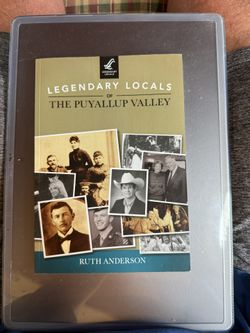 LEGENDARY LOCALS
OF
THE PUYALLUP VALLEY
RUTH ANDERSON